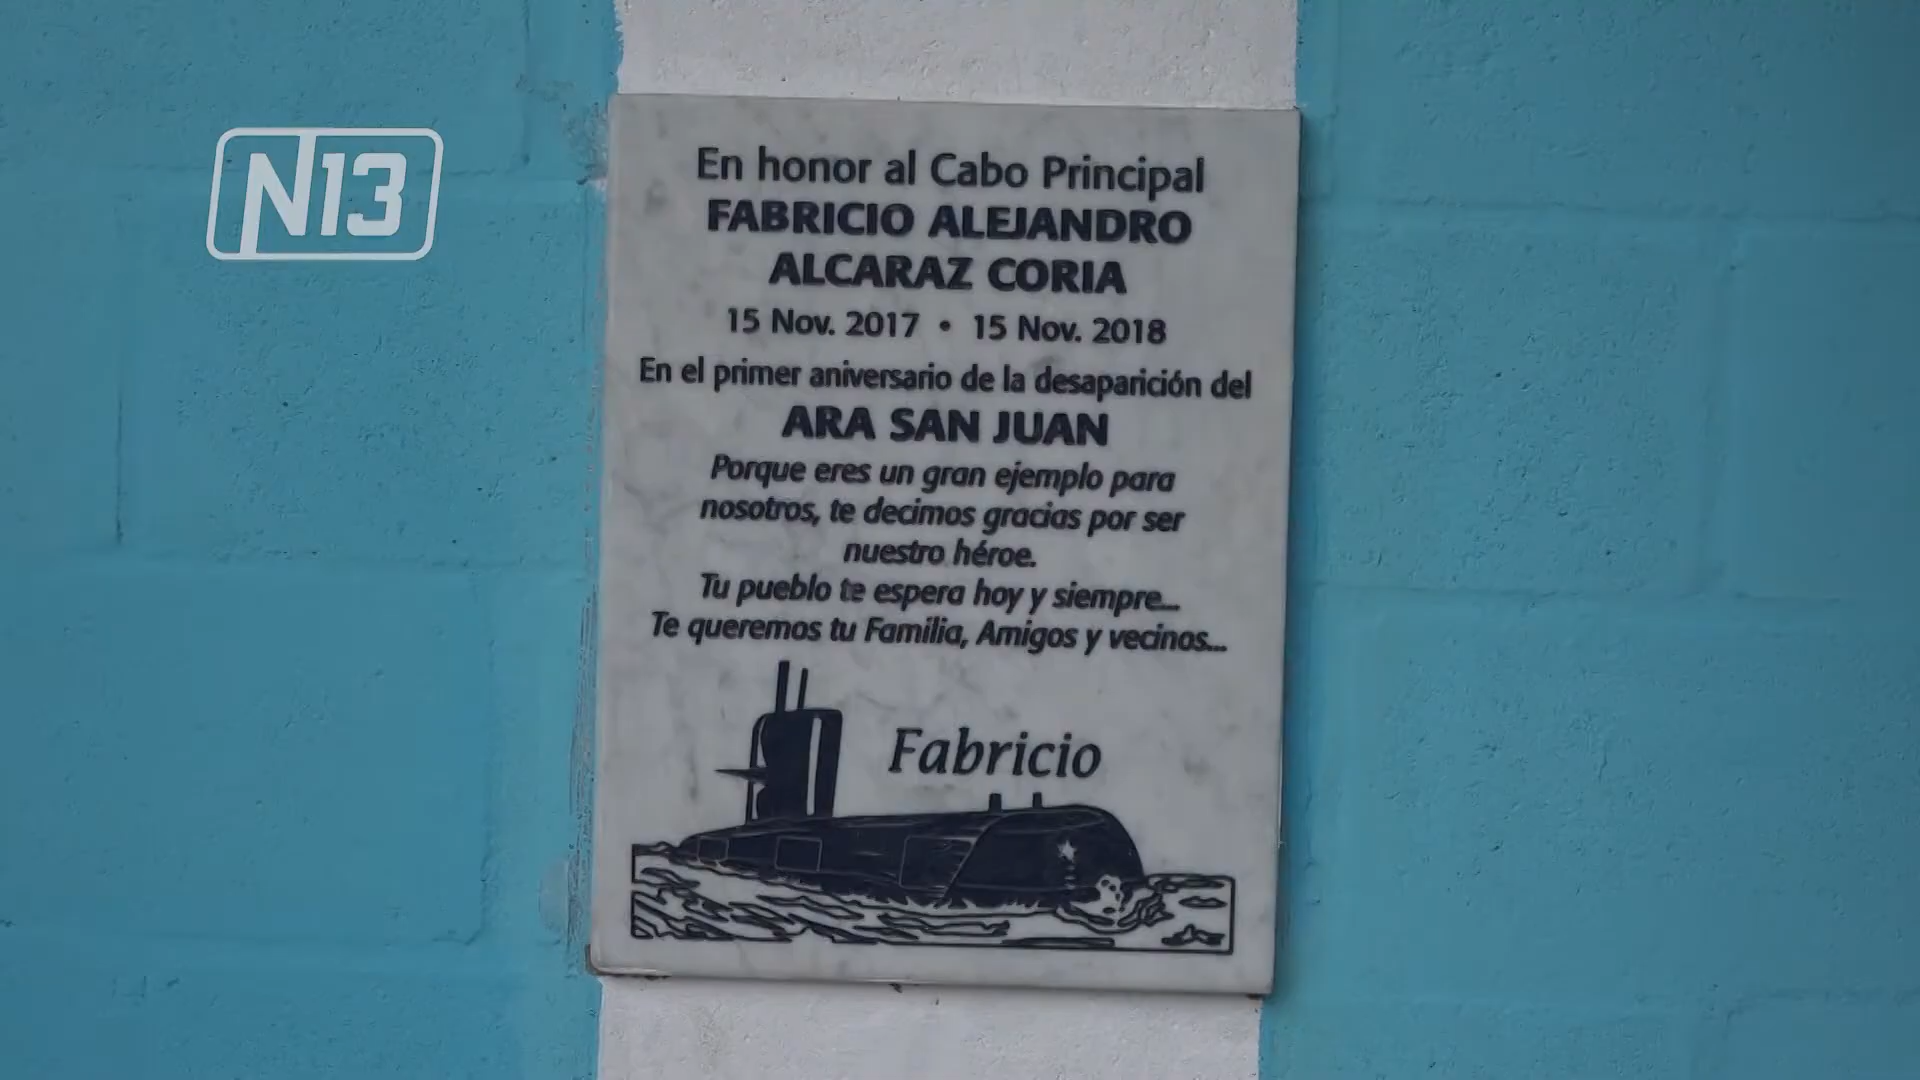 N13
En honor al Cabo Principal
FABRICIO ALEJANDRO
ALCARAZ CORIA
15 Nov. 2017 • 15 Nov. 2018
En el primer aniversario de la desaparición del
ARA SAN JUAN
Porque eres un gran ejemplo para
nosotros, te decimos gracias por ser
nuestro héroe.
Tu pueblo te espera hoy y siempre...
Te queremos tu Familia, Amigos y vecinos...
Fabricio